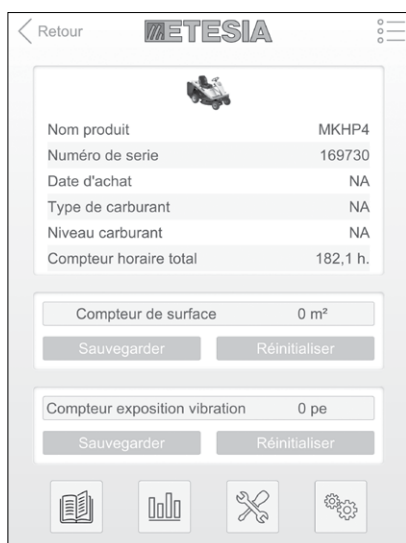 Retour
ETESIA
Nom produit MKHP4
Numéro de serie 169730
Date d'achat NA
Type de carburant NA
Niveau carburant NA
Compteur horaire total 182,1 h.
Compteur de surface 0 m²
Sauvegarder Réinitialiser
Compteur exposition vibration 0 pe
Sauvegarder Réinitialiser